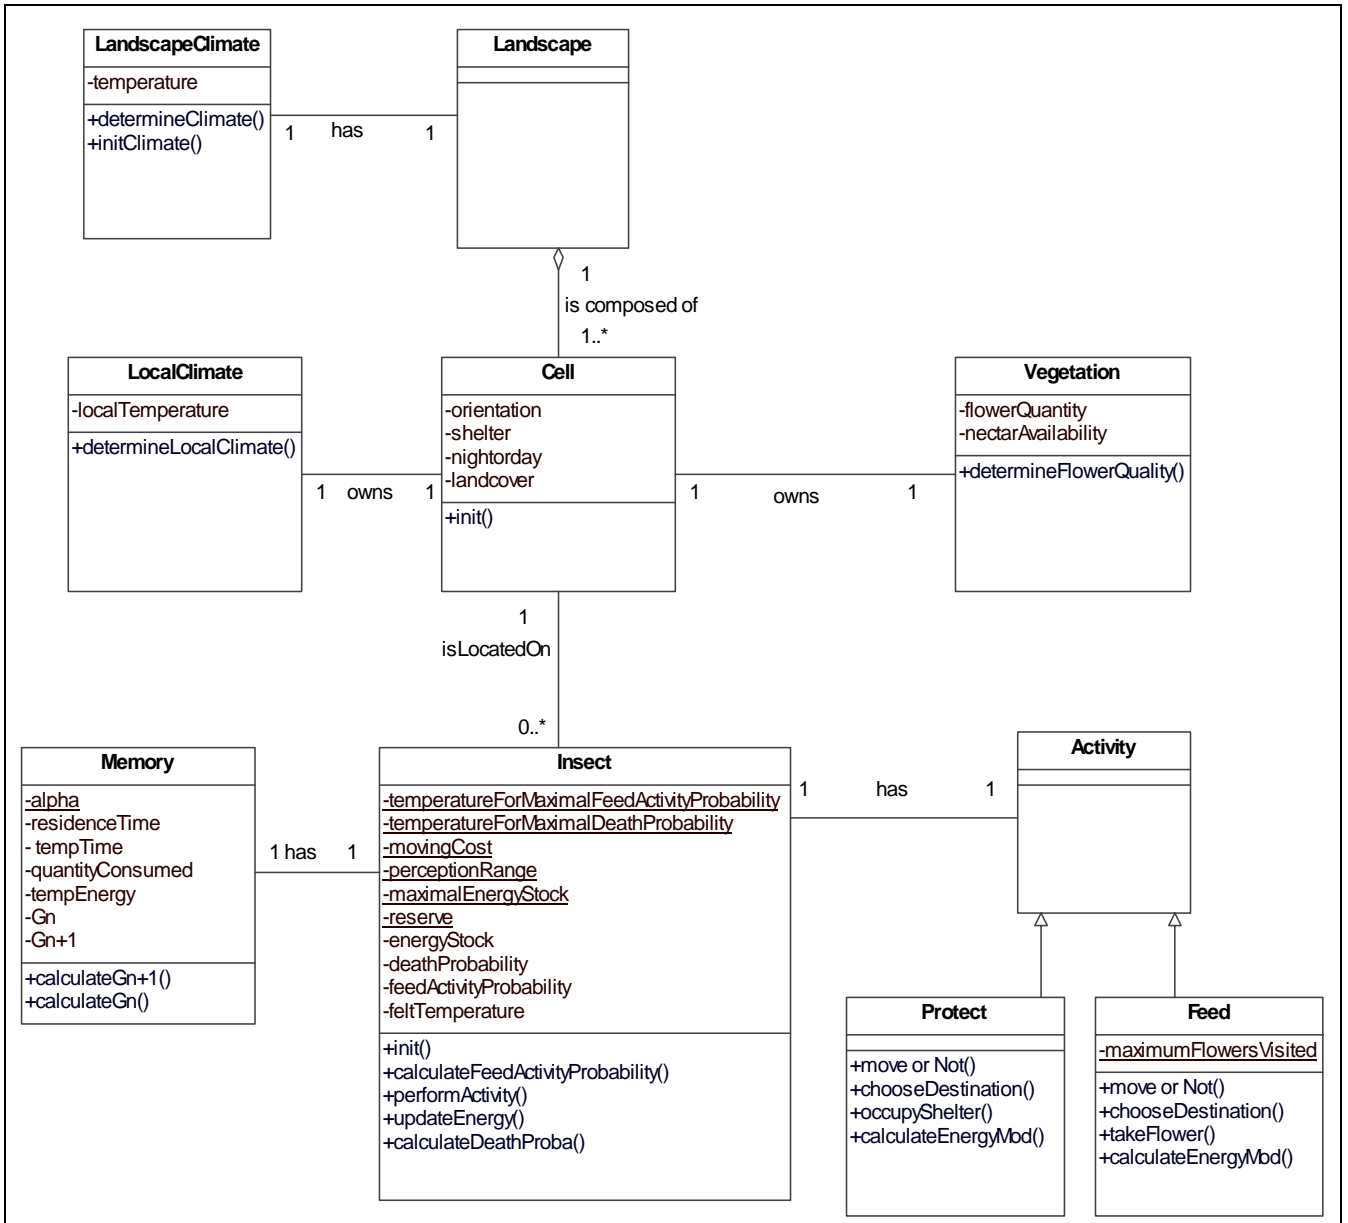 LandscapeClimate
-temperature
+determineClimate()
+initClimate()
1 has 1
Landscape
1
is composed of
1..*
LocalClimate
-localTemperature
+determineLocalClimate()
1 owns 1
Cell
-orientation
-shelter
-nightorday
-landcover
+init()
1 owns 1
Vegetation
-flowerQuantity
-nectarAvailability
+determineFlowerQuality()
1
isLocatedOn
0..*
Memory
-alpha
-residenceTime
- tempTime
-quantityConsumed
-tempEnergy
-Gn
-Gn+1
+calculateGn+1()
+calculateGn()
1 has 1
Insect
-temperatureForMaximalFeedActivityProbability
-temperatureForMaximalDeathProbability
-movingCost
-perceptionRange
-maximalEnergyStock
-reserve
-energyStock
-deathProbability
-feedActivityProbability
-feltTemperature
+init()
+calculateFeedActivityProbability()
+performActivity()
+updateEnergy()
+calculateDeathProba()
1 has 1
Activity
Protect
+move or Not()
+chooseDestination()
+occupyShelter()
+calculateEnergyMod()
Feed
-maximumFlowersVisited
+move or Not()
+chooseDestination()
+takeFlower()
+calculateEnergyMod()